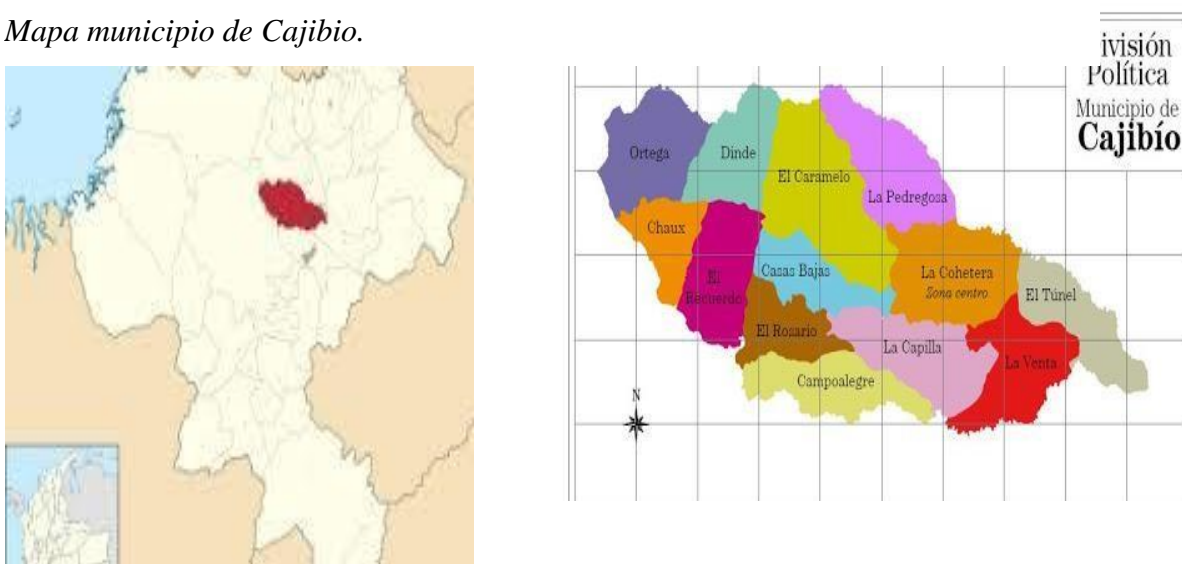 Mapa municipio de Cajibio.
ivisión
Política
Municipio de
Cajibío
Ortega
Dinde
El Caramelo
La Pedregosa
Chaux
El
Recuerdo
Casas Bajas
La Cohetera
Zona centro
El Túnel
El Rosario
La Capilla
La Venta
Campoalegre
N